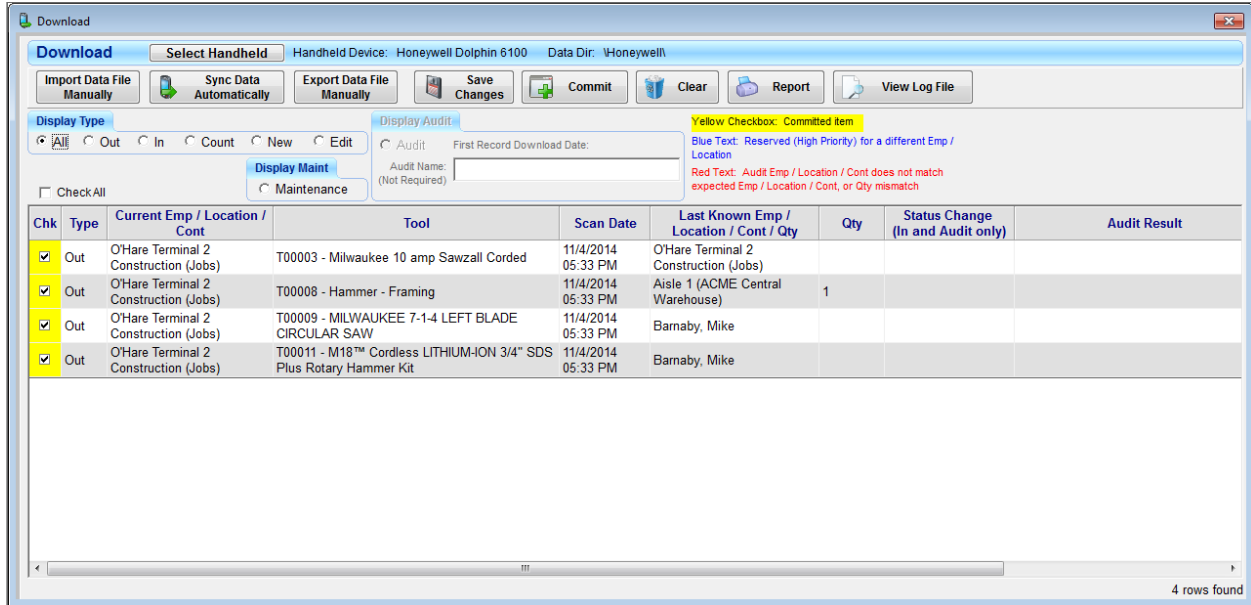 Download
Download
Select Handheld
Handheld Device: Honeywell Dolphin 6100 Data Dir: \Honeywell\
Import Data File
Manually
Sync Data
Automatically
Export Data File
Manually
Save
Changes
Commit
Clear
Report
View Log File
Display Type
All Out In Count New Edit
Display Maint
Maintenance
Check All
Display Audit
Audit First Record Download Date:
Audit Name:
(Not Required)
Yellow Checkbox: Committed item
Blue Text: Reserved (High Priority) for a different Emp /
Location
Red Text: Audit Emp / Location / Cont does not match
expected Emp / Location / Cont, or Qty mismatch
Chk
Type
Current Emp / Location /
Cont
Tool
Scan Date
Last Known Emp /
Location / Cont / Qty
Qty
Status Change
(In and Audit only)
Audit Result
Out
O'Hare Terminal 2
Construction (Jobs)
T00003 - Milwaukee 10 amp Sawzall Corded
11/4/2014
05:33 PM
O'Hare Terminal 2
Construction (Jobs)
Out
O'Hare Terminal 2
Construction (Jobs)
T00008 - Hammer - Framing
11/4/2014
05:33 PM
Aisle 1 (ACME Central
Warehouse)
1
Out
O'Hare Terminal 2
Construction (Jobs)
T00009 - MILWAUKEE 7-1-4 LEFT BLADE
CIRCULAR SAW
11/4/2014
05:33 PM
Barnaby, Mike
Out
O'Hare Terminal 2
Construction (Jobs)
T00011 - M18™ Cordless LITHIUM-ION 3/4" SDS
Plus Rotary Hammer Kit
11/4/2014
05:33 PM
Barnaby, Mike
4 rows found